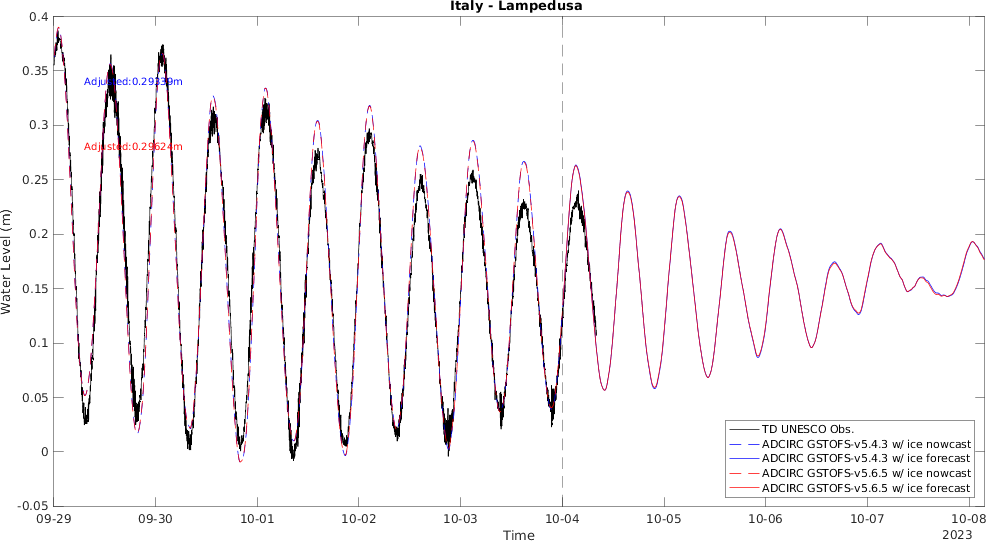 Italy - Lampedusa
0.4
0.35
0.3
0.25
0.2
0.15
0.1
0.05
0
-0.05
Water Level (m)
Adjusted:0.29339m
Adjusted:0.29624m
TD UNESCO Obs.
ADCIRC GSTOFS-v5.4.3 w/ ice nowcast
ADCIRC GSTOFS-v5.4.3 w/ ice forecast
ADCIRC GSTOFS-v5.6.5 w/ ice nowcast
ADCIRC GSTOFS-v5.6.5 w/ ice forecast
09-29 09-30 10-01 10-02 10-03 10-04 10-05 10-06 10-07 10-08
Time
2023